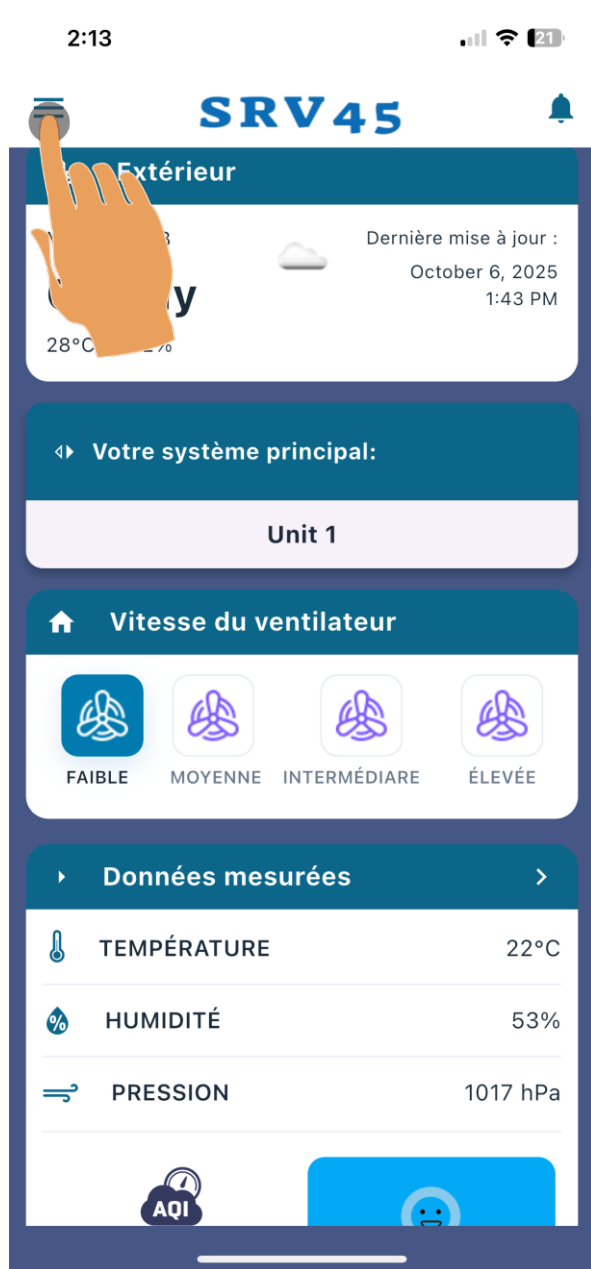 2:13
21
SRV45
Extérieur
Dernière mise à jour :
October 6, 2025
1:43 PM
28°C
Votre système principal:
Unit 1
Vitesse du ventilateur
FAIBLE MOYENNE INTERMÉDIARE ÉLEVÉE
Données mesurées
TEMPÉRATURE 22°C
% HUMIDITÉ 53%
PRESSION 1017 hPa
AQI